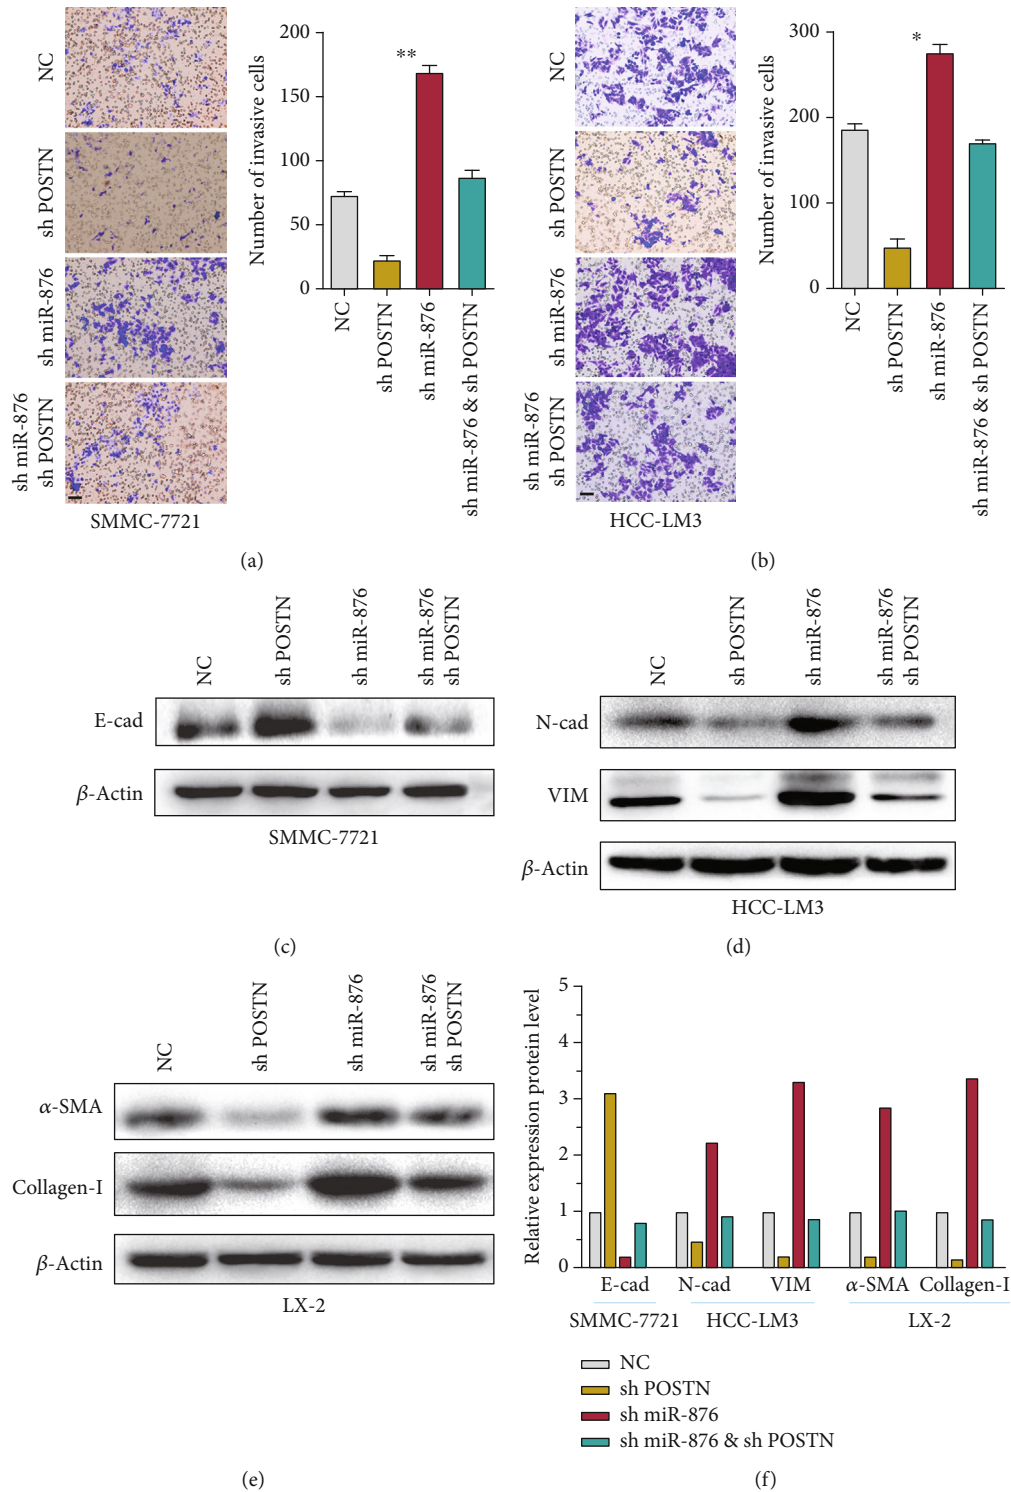 NC
sh POSTN
sh miR-876
sh miR-876
sh POSTN
SMMC-7721
Number of invasive cells
200
150
100
50
0
**
NC
sh POSTN
sh miR-876
sh miR-876 & sh POSTN
(a)
NC
sh POSTN
sh miR-876
sh miR-876
sh POSTN
HCC-LM3
Number of invasive cells
300
200
100
0
*
NC
sh POSTN
sh miR-876
sh miR-876 & sh POSTN
(b)
NC
sh POSTN
sh miR-876
sh miR-876
sh POSTN
E-cad
β-Actin
SMMC-7721
(c)
NC
sh POSTN
sh miR-876
sh miR-876
sh POSTN
N-cad
VIM
β-Actin
HCC-LM3
(d)
NC
sh POSTN
sh miR-876
sh miR-876
sh POSTN
α-SMA
Collagen-I
β-Actin
LX-2
(e)
Relative expression protein level
5
4
3
2
1
0
E-cad N-cad VIM α-SMA Collagen-I
SMMC-7721 HCC-LM3 LX-2
NC
sh POSTN
sh miR-876
sh miR-876 & sh POSTN
(f)